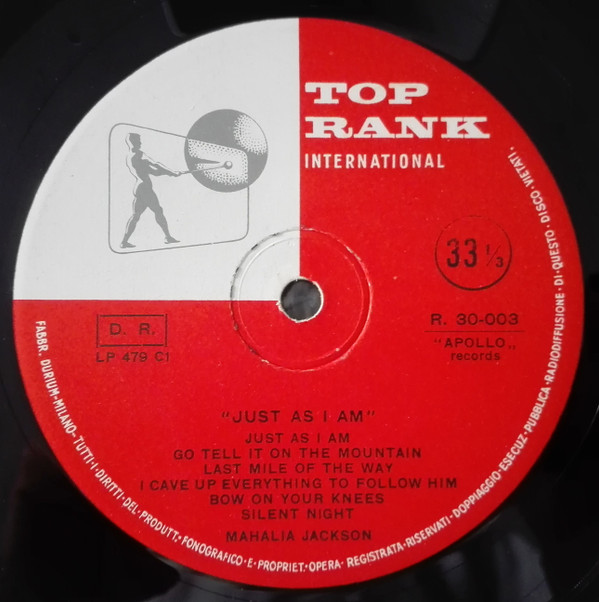 TOP
RANK
INTERNATIONAL
33 ⅓
D. R.
LP 479 C1
R. 30-003
"APOLLO„
records
"JUST AS I AM"
JUST AS I AM
GO TELL IT ON THE MOUNTAIN
LAST MILE OF THE WAY
I CAVE UP EVERYTHING TO FOLLOW HIM
BOW ON YOUR KNEES
SILENT NIGHT
MAHALIA JACKSON
FABBR. DURIUM-MILANO-TUTTI·I·DIRITTI·DEL·PRODUTT.·FONOGRAFICO·E·PROPRIET.·OPERA·REGISTRATA·RISERVATI·DOPPIAGGIO·ESECUZ·PUBBLICA·RADIODIFFUSIONE·DI·QUESTO·DISCO·VIETATI.